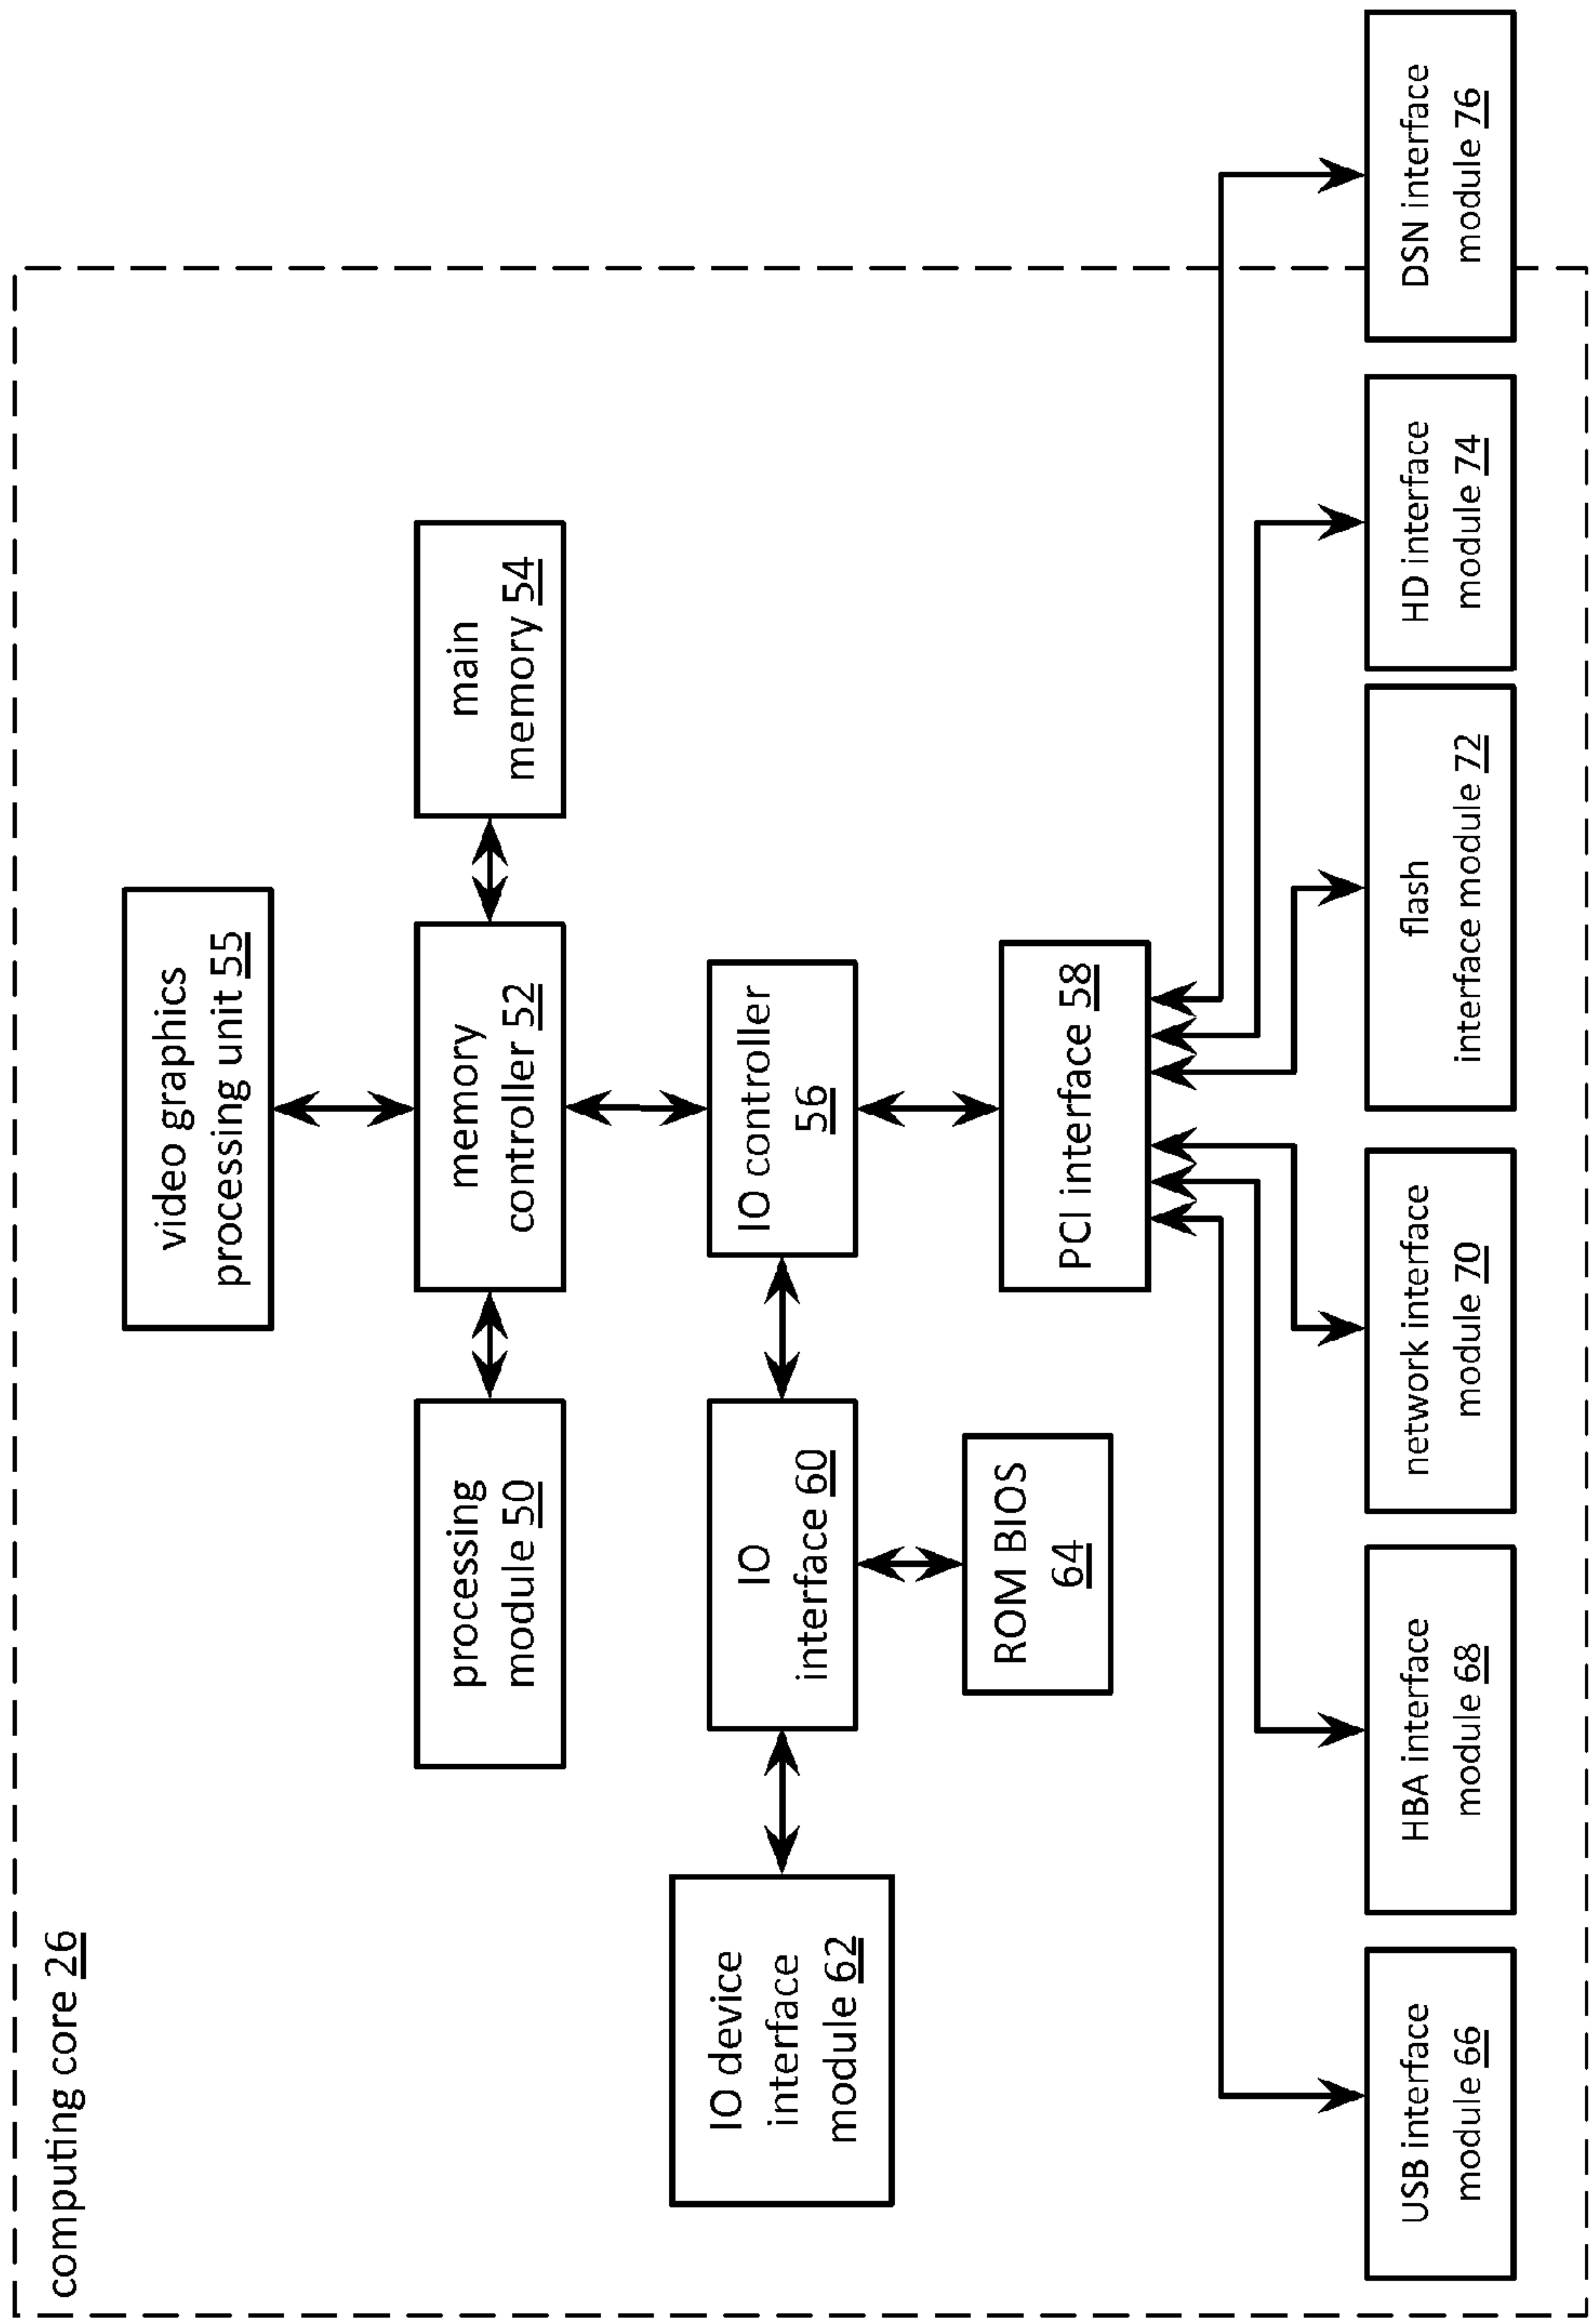 computing core 26
video graphics
processing unit 55
processing
module 50
memory
controller 52
main
memory 54
IO device
interface
module 62
IO
interface 60
IO controller
56
ROM BIOS
64
PCI interface 58
USB interface
module 66
HBA interface
module 68
network interface
module 70
flash
interface module 72
HD interface
module 74
DSN interface
module 76